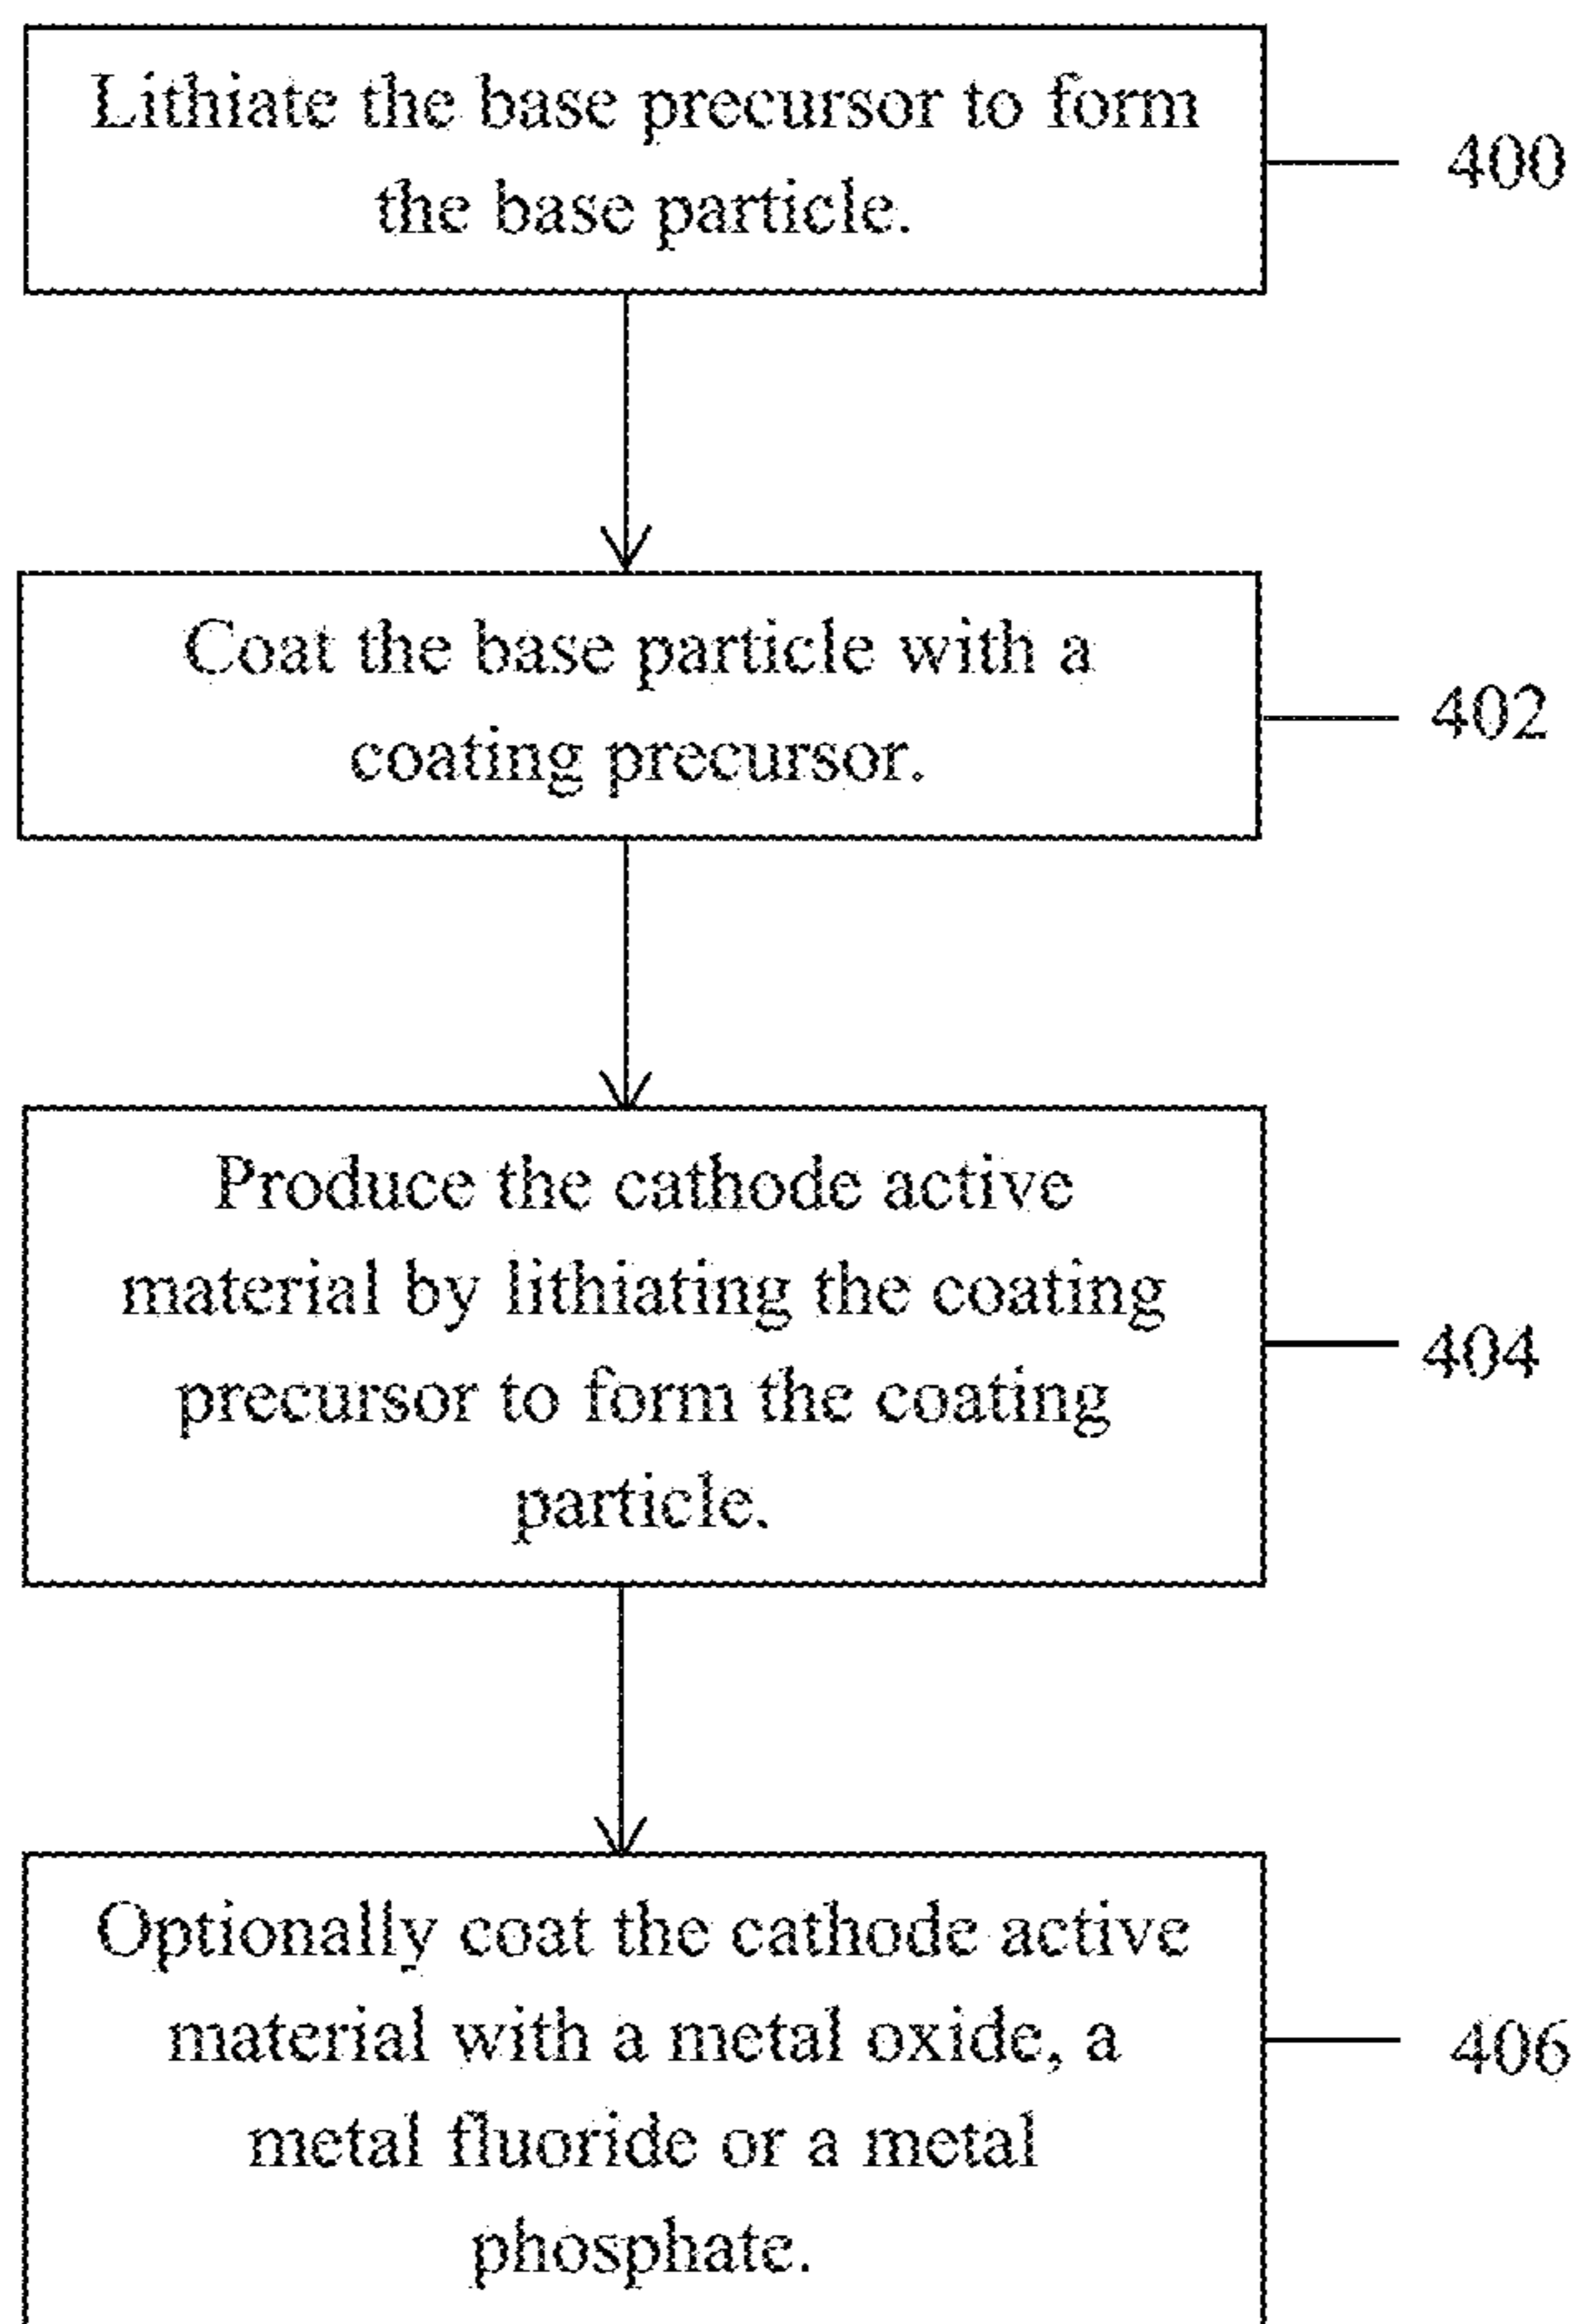 Lithiate the base precursor to form
the base particle.
400
Coat the base particle with a
coating precursor.
402
Produce the cathode active
material by lithiating the coating
precursor to form the coating
particle.
404
Optionally coat the cathode active
material with a metal oxide, a
metal fluoride or a metal
phosphate.
406